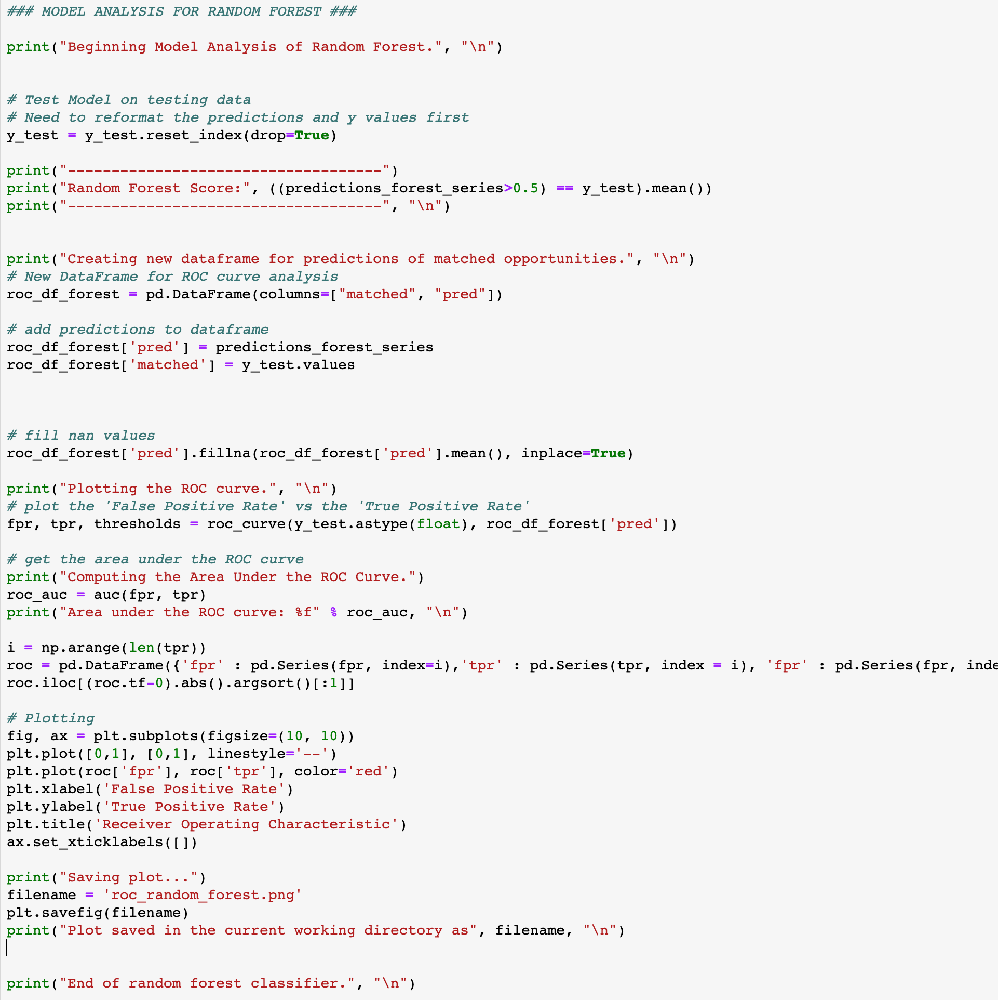 ### MODEL ANALYSIS FOR RANDOM FOREST ###
print("Beginning Model Analysis of Random Forest.", "\n")
# Test Model on testing data
# Need to reformat the predictions and y values first
y_test = y_test.reset_index(drop=True)
print("------------------------------------")
print("Random Forest Score:", ((predictions_forest_series>0.5) == y_test).mean())
print("------------------------------------", "\n")
print("Creating new dataframe for predictions of matched opportunities.", "\n")
# New DataFrame for ROC curve analysis
roc_df_forest = pd.DataFrame(columns=["matched", "pred"])
# add predictions to dataframe
roc_df_forest['pred'] = predictions_forest_series
roc_df_forest['matched'] = y_test.values
# fill nan values
roc_df_forest['pred'].fillna(roc_df_forest['pred'].mean(), inplace=True)
print("Plotting the ROC curve.", "\n")
# plot the 'False Positive Rate' vs the 'True Positive Rate'
fpr, tpr, thresholds = roc_curve(y_test.astype(float), roc_df_forest['pred'])
# get the area under the ROC curve
print("Computing the Area Under the ROC Curve.")
roc_auc = auc(fpr, tpr)
print("Area under the ROC curve: %f" % roc_auc, "\n")
i = np.arange(len(tpr))
roc = pd.DataFrame({'fpr' : pd.Series(fpr, index=i),'tpr' : pd.Series(tpr, index = i), 'fpr' : pd.Series(fpr, inde
roc.iloc[(roc.tf-0).abs().argsort()[:1]]
# Plotting
fig, ax = plt.subplots(figsize=(10, 10))
plt.plot([0,1], [0,1], linestyle='--')
plt.plot(roc['fpr'], roc['tpr'], color='red')
plt.xlabel('False Positive Rate')
plt.ylabel('True Positive Rate')
plt.title('Receiver Operating Characteristic')
ax.set_xticklabels([])
print("Saving plot...")
filename = 'roc_random_forest.png'
plt.savefig(filename)
print("Plot saved in the current working directory as", filename, "\n")
print("End of random forest classifier.", "\n")